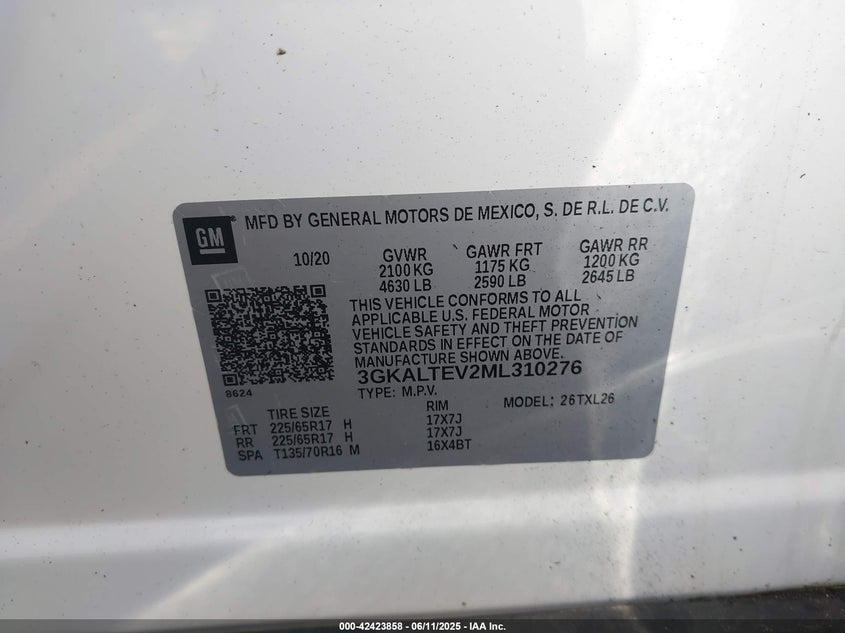 GM
MFD BY GENERAL MOTORS DE MEXICO, S. DE R.L. DE C.V.
10/20 GVWR GAWR FRT GAWR RR
2100 KG 1175 KG 1200 KG
4630 LB 2590 LB 2645 LB
THIS VEHICLE CONFORMS TO ALL
APPLICABLE U.S. FEDERAL MOTOR
VEHICLE SAFETY AND THEFT PREVENTION
STANDARDS IN EFFECT ON THE DATE OF
MANUFACTURE SHOWN ABOVE.
3GKALTEV2ML310276
8624
TYPE: M.P.V. MODEL: 26TXL26
TIRE SIZE RIM
FRT 225/65R17 H 17X7J
RR 225/65R17 H 17X7J
SPA T135/70R16 M 16X4BT
000-42423858 - 06/11/2025 - IAA Inc.